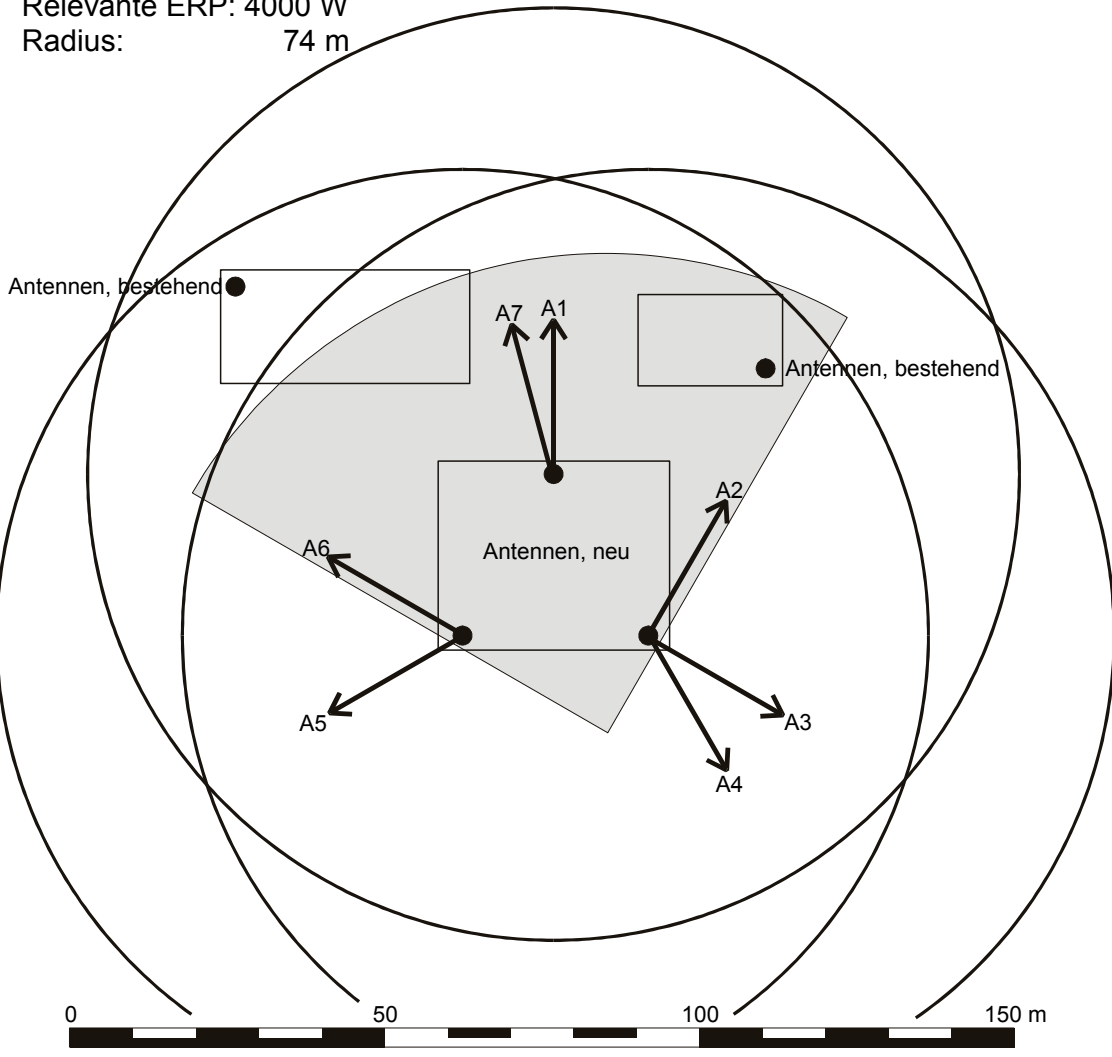 Relevante ERP: 4000 W
Radius: 74 m
Antennen, bestehend
A7 A1
Antennen, bestehend
A2
A6
Antennen, neu
A5
A3
A4
0 50 100 150 m